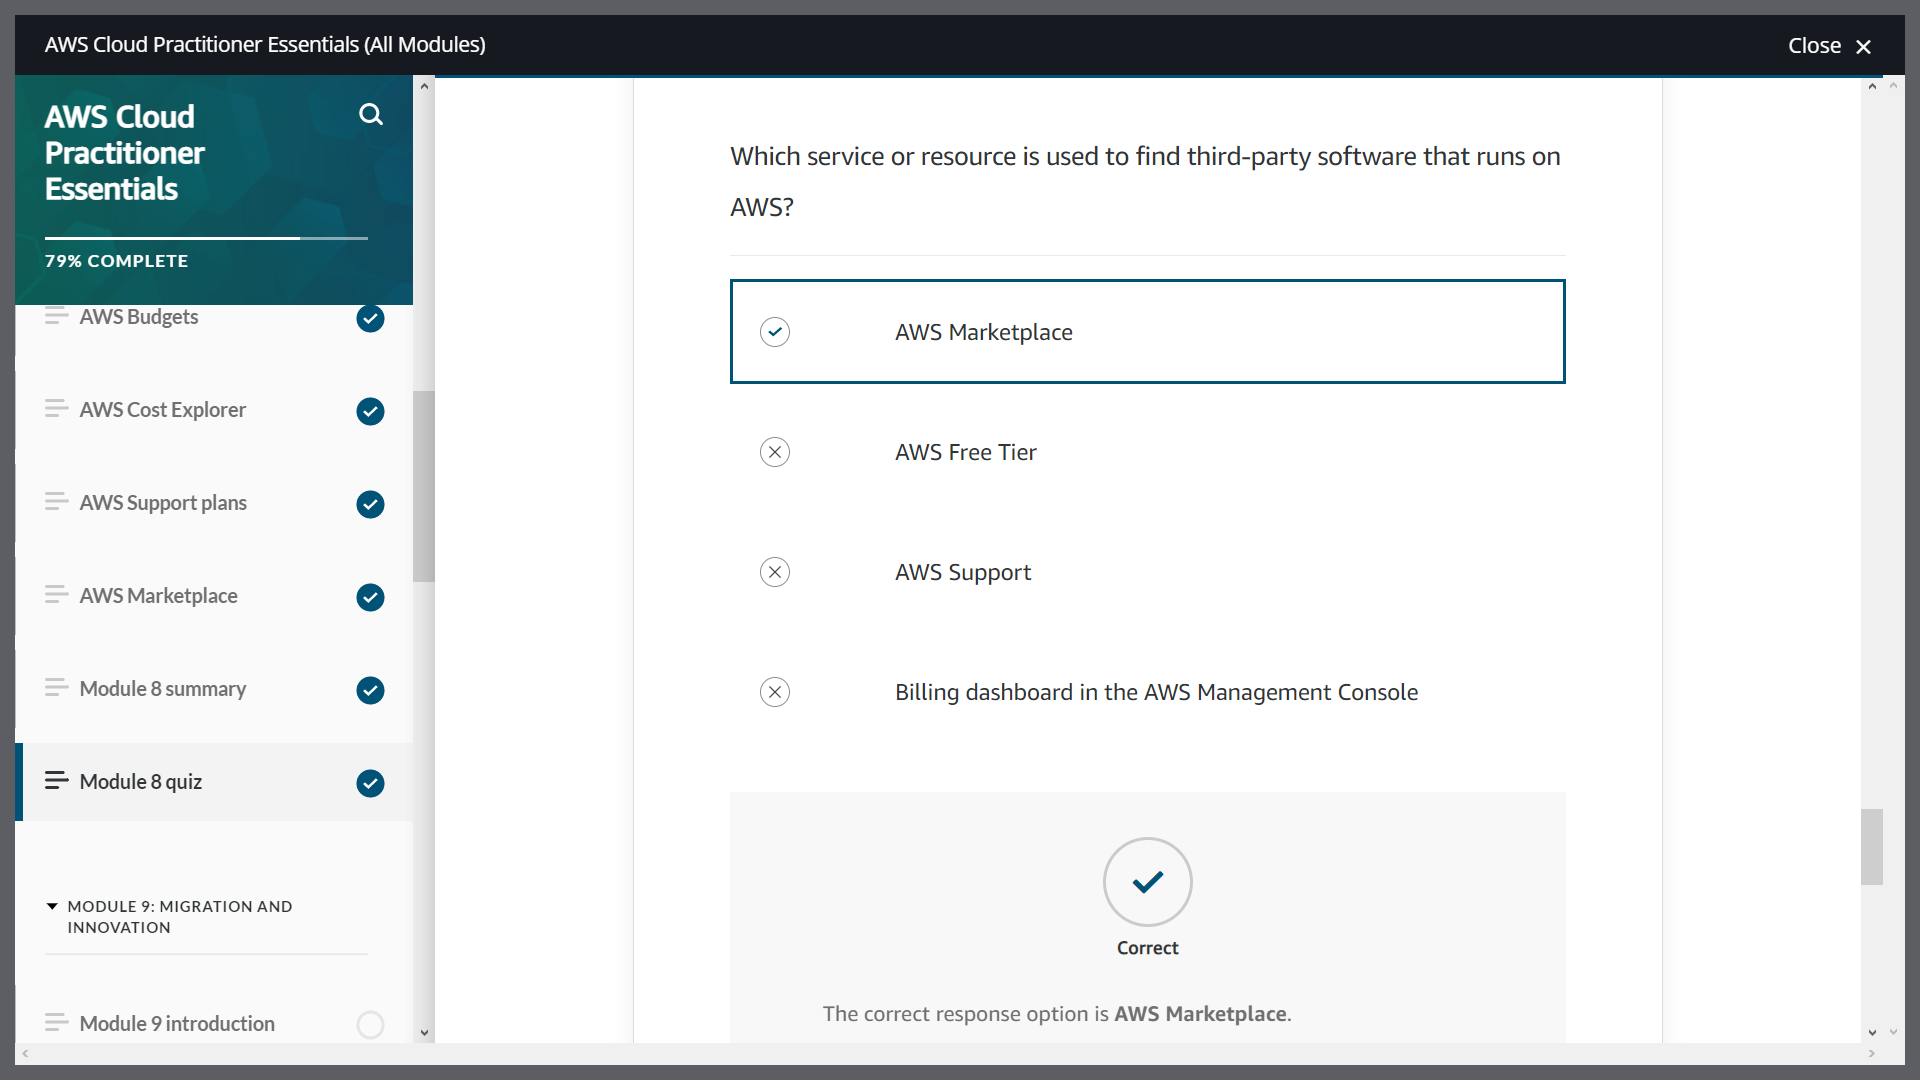 AWS Cloud Practitioner Essentials (All Modules)
Close
AWS Cloud
Practitioner
Essentials
79% COMPLETE
AWS Budgets
AWS Cost Explorer
AWS Support plans
AWS Marketplace
Module 8 summary
Module 8 quiz
MODULE 9: MIGRATION AND
INNOVATION
Module 9 introduction
Which service or resource is used to find third-party software that runs on
AWS?
AWS Marketplace
AWS Free Tier
AWS Support
Billing dashboard in the AWS Management Console
Correct
The correct response option is AWS Marketplace.